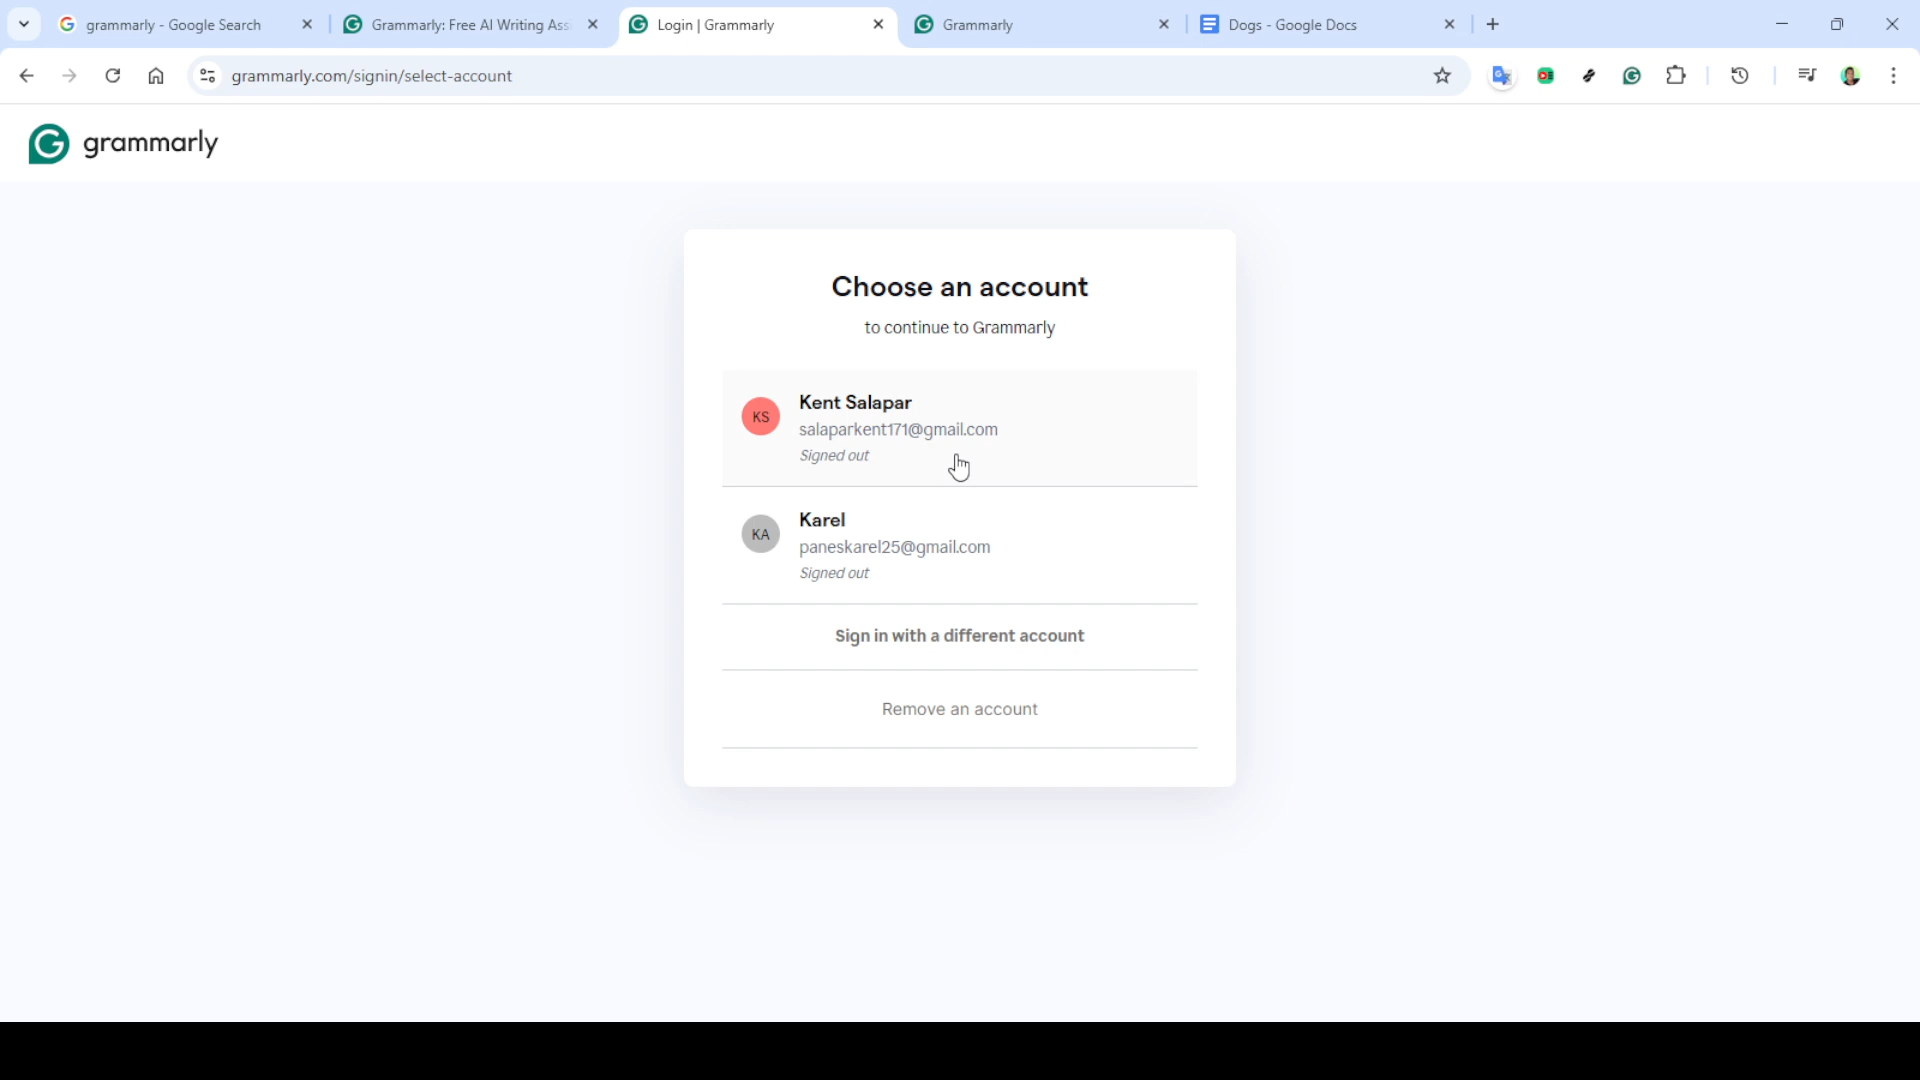 grammarly - Google Search
Grammarly: Free AI Writing Ass
Login | Grammarly
Grammarly
Dogs - Google Docs
grammarly.com/signin/select-account
grammarly
Choose an account
to continue to Grammarly
KS
Kent Salapar
salaparkent171@gmail.com
Signed out
KA
Karel
paneskarel25@gmail.com
Signed out
Sign in with a different account
Remove an account